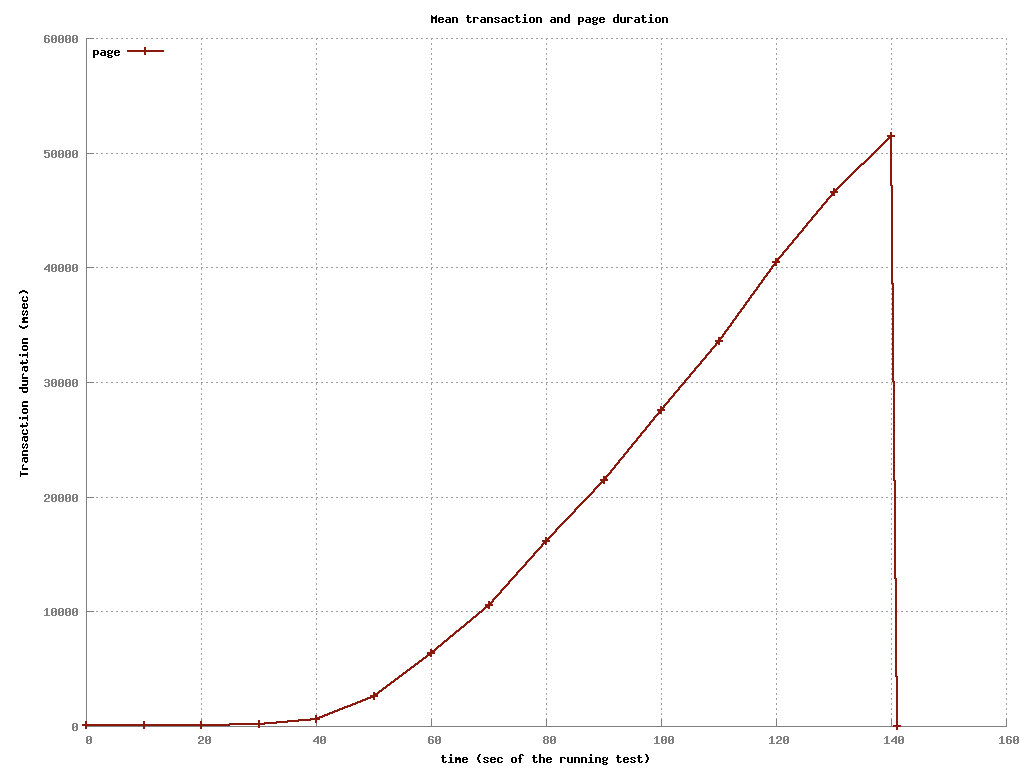 Mean transaction and page duration
60000
page
50000
40000
Transaction duration (msec)
30000
20000
10000
0
0 20 40 60 80 100 120 140 160
time (sec of the running test)